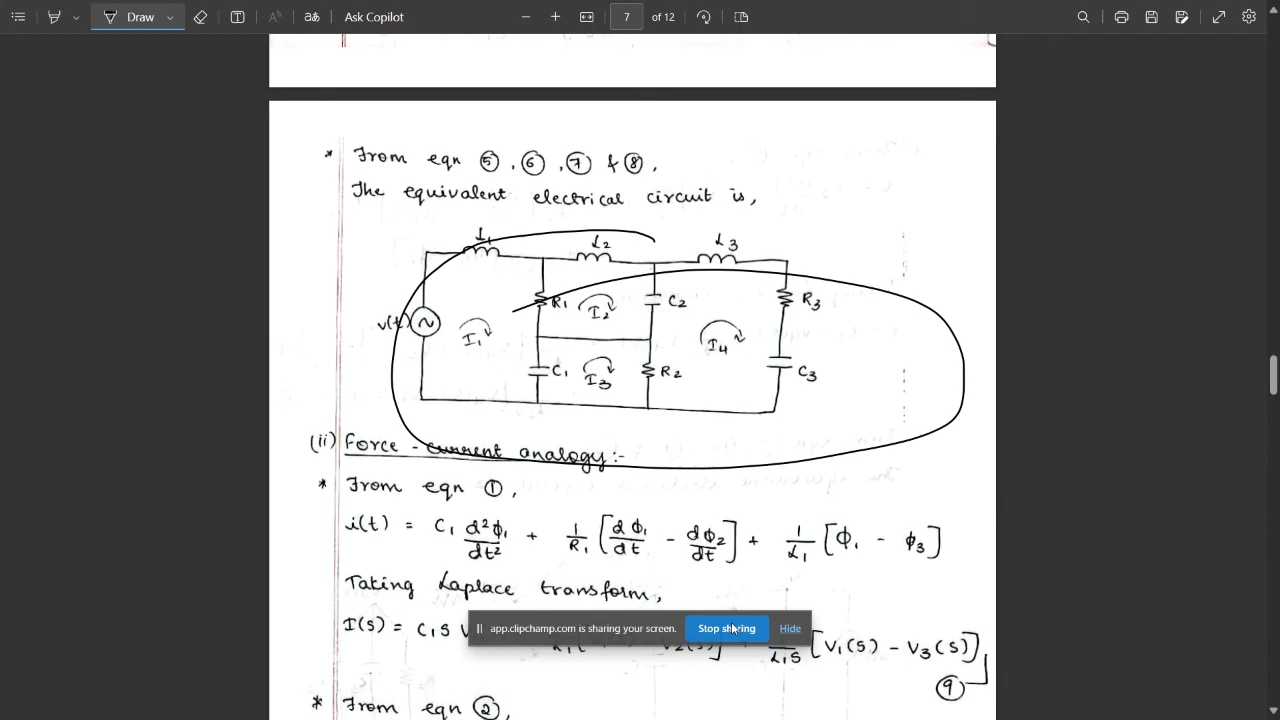 Draw
Ask Copilot
7 of 12
* From eqn ⑤, ⑥, ⑦ & ⑧,
The equivalent electrical circuit is,
L1 L2 L3
v(t) R1 I2 C2 R3
I1 I4
C1 I3 R2 C3
(ii) Force - current analogy:-
* From eqn ①,
i(t) = C1 d²φ1/dt² + 1/R1 [dφ1/dt - dφ2/dt] + 1/L1 [φ1 - φ3]
Taking Laplace transform,
app.clipchamp.com is sharing your screen. Stop sharing Hide
I(s) = C1 S V 1/L1S [V1(S) - V3(S)]
⑨
* From eqn ②,